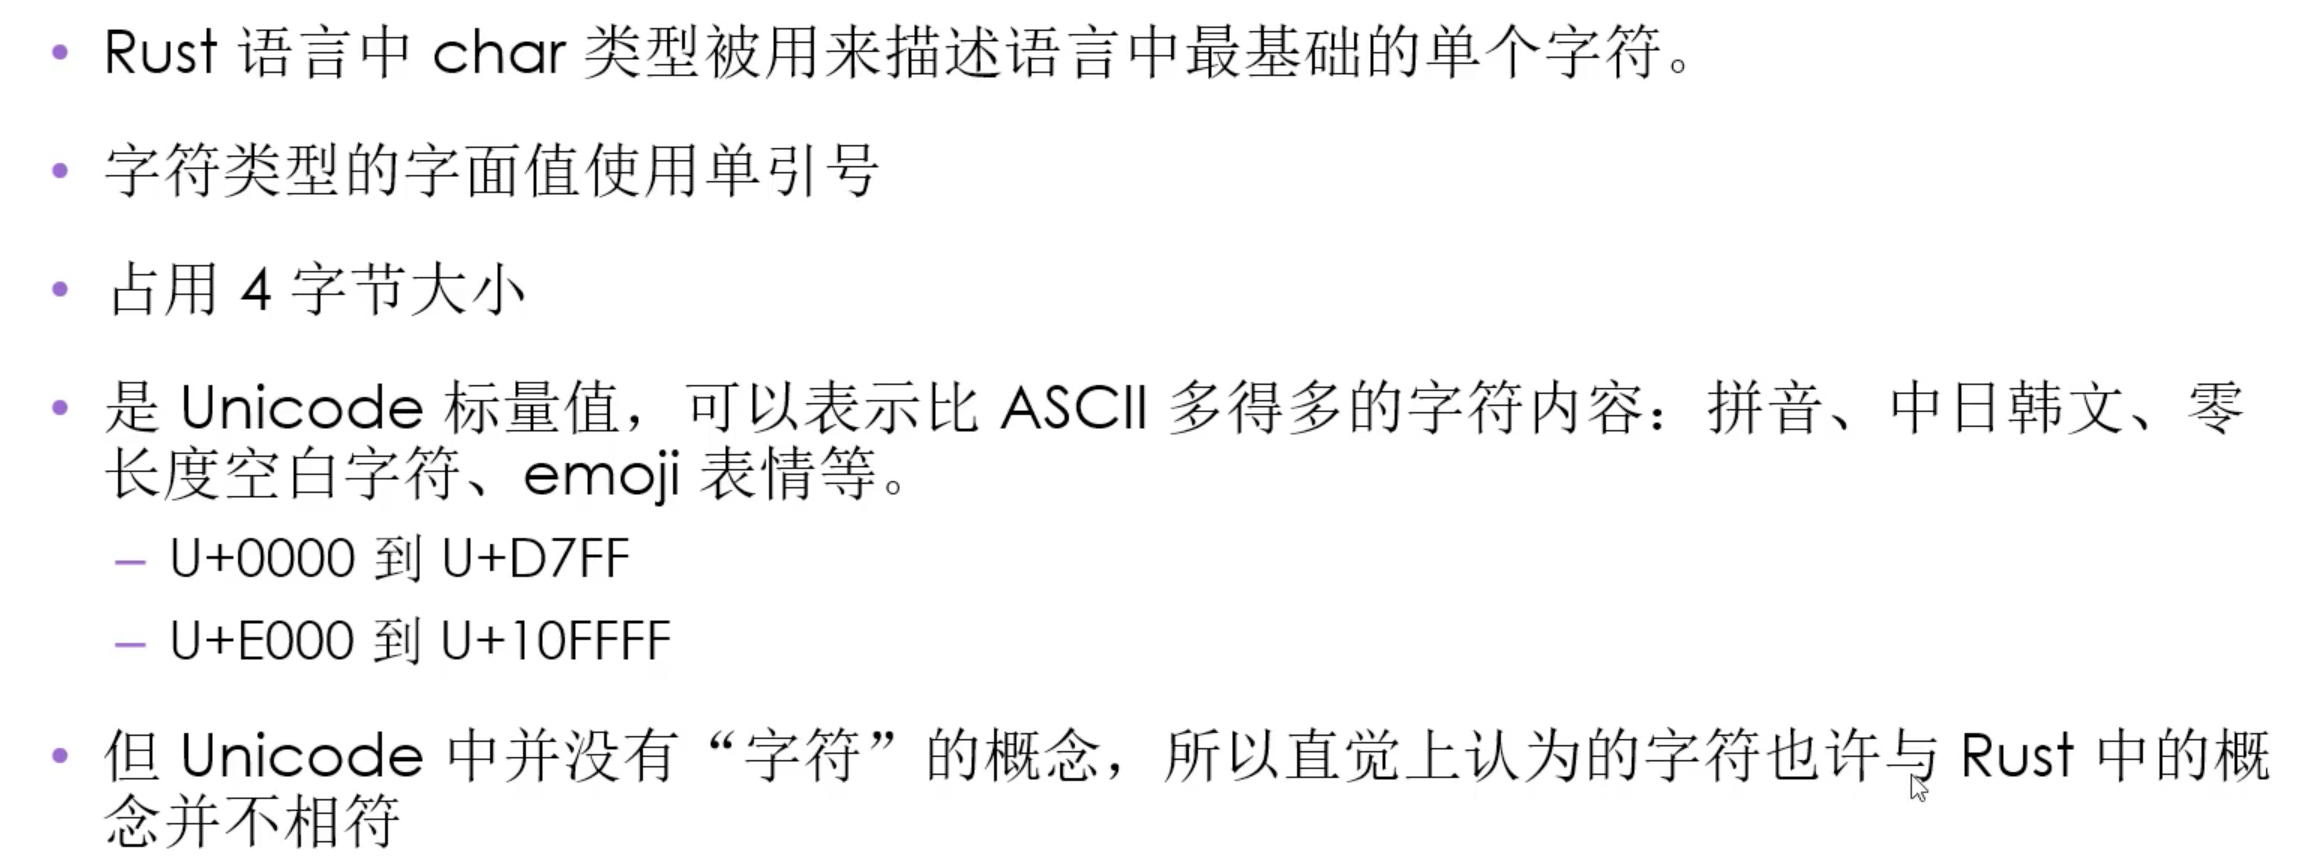 • Rust 语言中 char 类型被用来描述语言中最基础的单个字符。
• 字符类型的字面值使用单引号
• 占用 4 字节大小
• 是 Unicode 标量值，可以表示比 ASCII 多得多的字符内容：拼音、中日韩文、零
长度空白字符、emoji 表情等。
– U+0000 到 U+D7FF
– U+E000 到 U+10FFFF
• 但 Unicode 中并没有“字符”的概念，所以直觉上认为的字符也许与 Rust 中的概
念并不相符